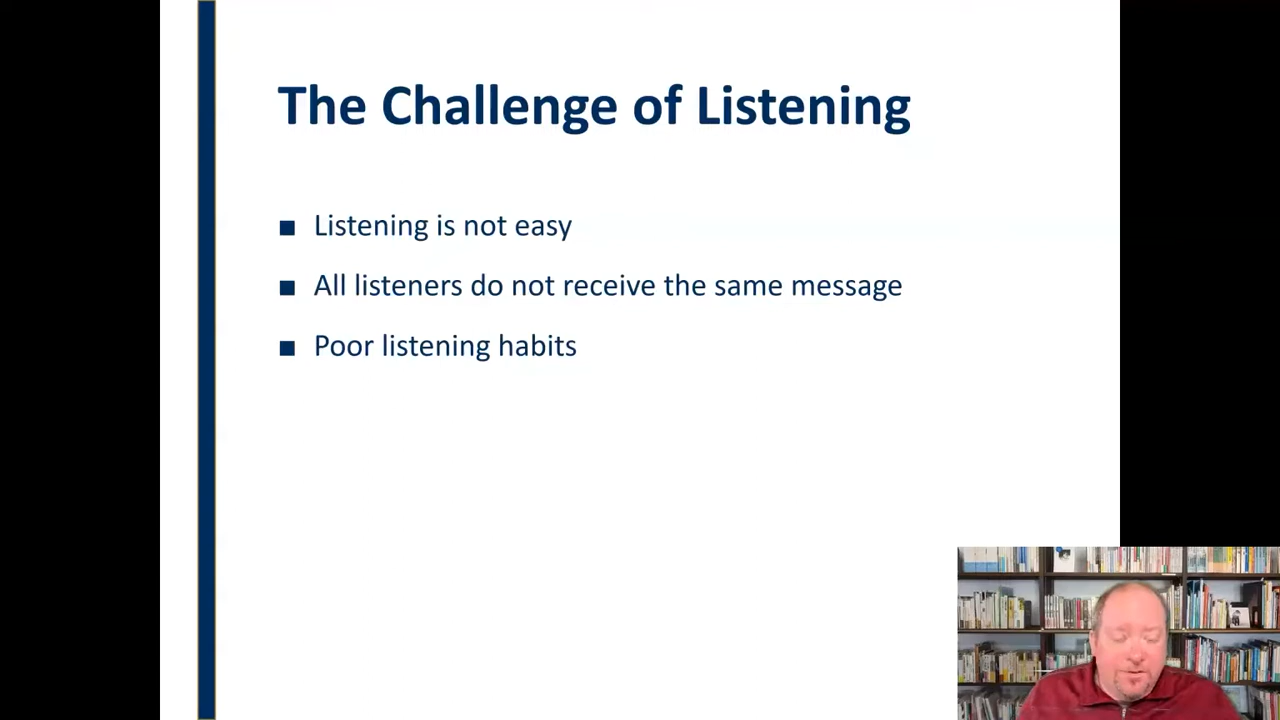 The Challenge of Listening
Listening is not easy
All listeners do not receive the same message
Poor listening habits